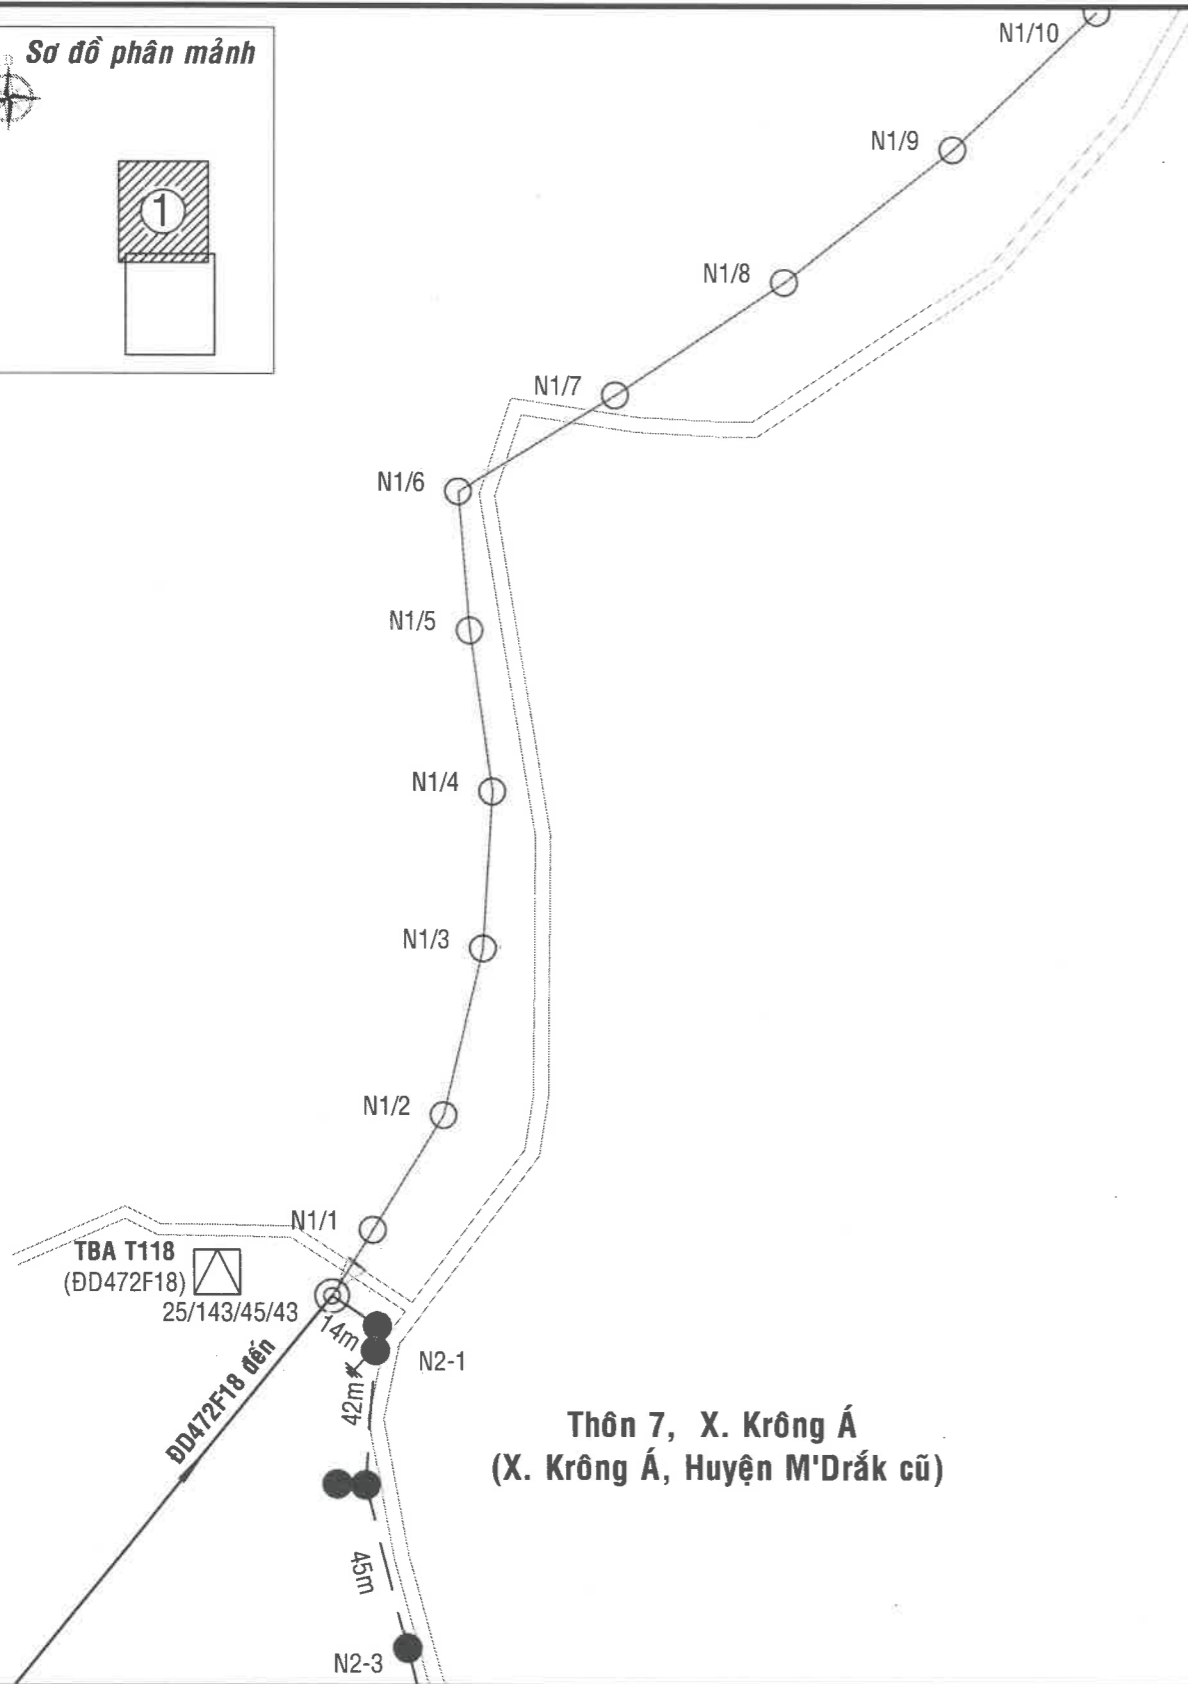 Sơ đồ phân mảnh
1
N1/10
N1/9
N1/8
N1/7
N1/6
N1/5
N1/4
N1/3
N1/2
N1/1
TBA T118
(ĐD472F18)
25/143/45/43
14m
N2-1
ĐD472F18 đến
42m
Thôn 7, X. Krông Á
(X. Krông Á, Huyện M'Drắk cũ)
45m
N2-3